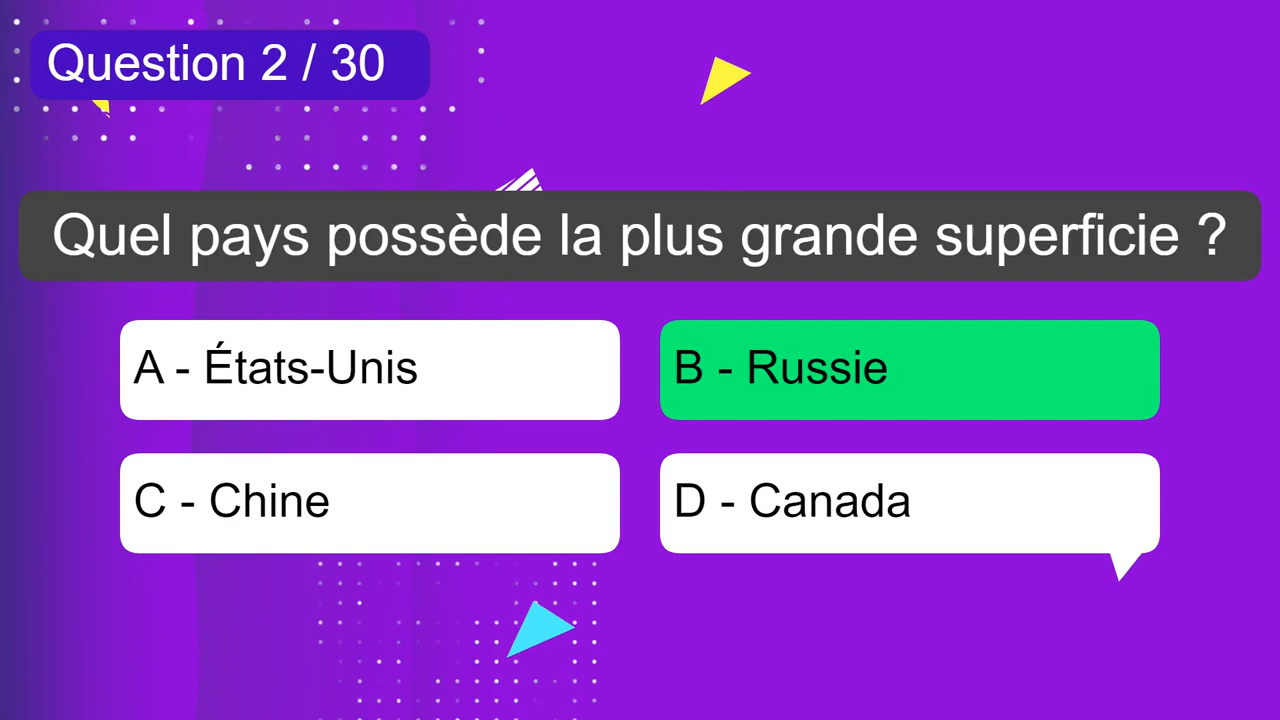 Question 2 / 30
Quel pays possède la plus grande superficie ?
A - États-Unis
B - Russie
C - Chine
D - Canada